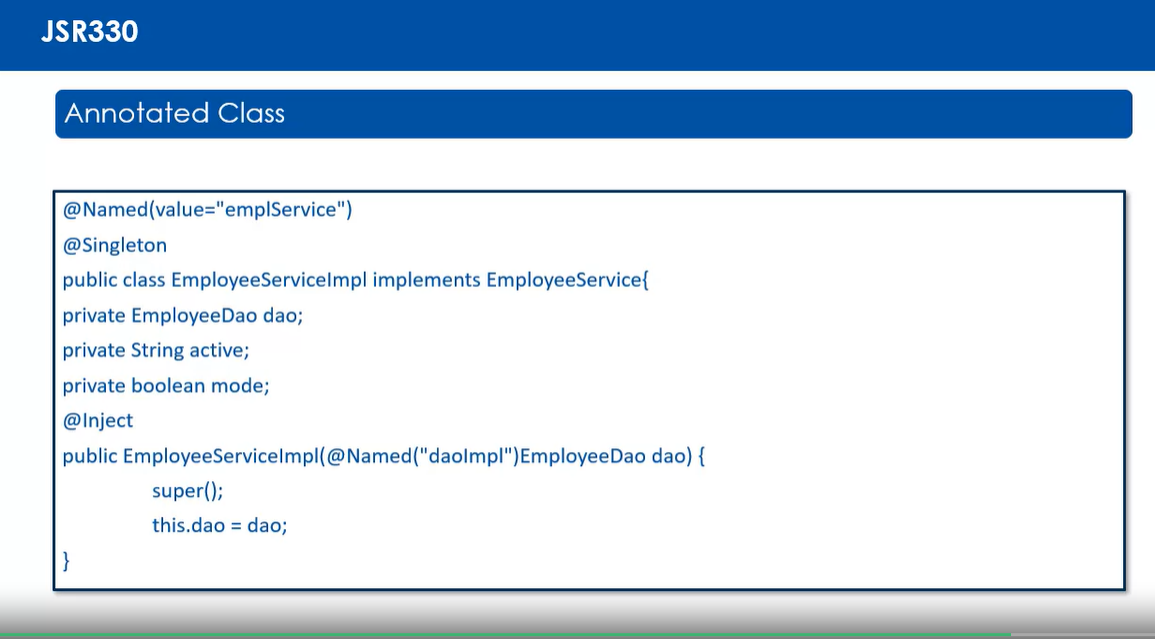 JSR330
Annotated Class
@Named(value="emplService")
@Singleton
public class EmployeeServiceImpl implements EmployeeService{
private EmployeeDao dao;
private String active;
private boolean mode;
@Inject
public EmployeeServiceImpl(@Named("daoImpl")EmployeeDao dao) {
super();
this.dao = dao;
}